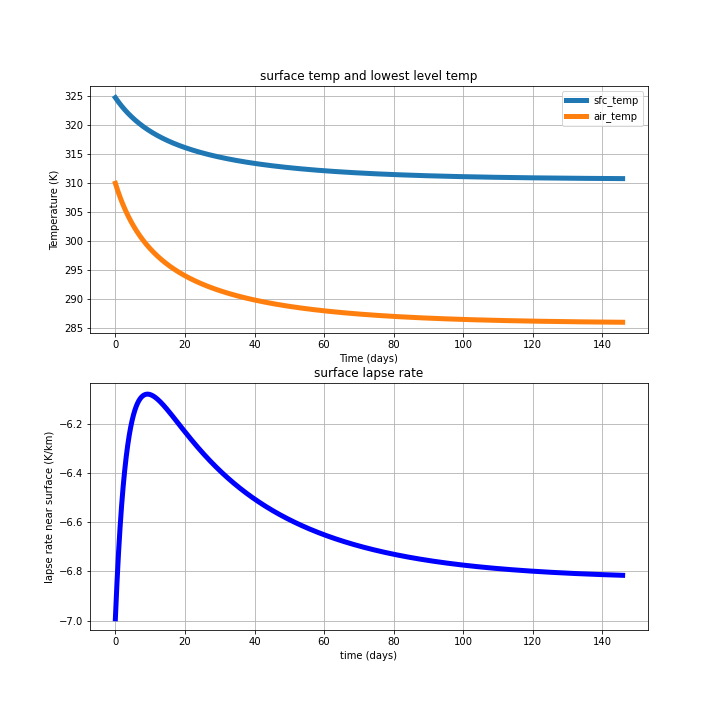 surface temp and lowest level temp
325
320
315
310
305
300
295
290
285
Temperature (K)
sfc_temp
air_temp
0 20 40 60 80 100 120 140
Time (days)
surface lapse rate
−6.2
−6.4
−6.6
−6.8
−7.0
lapse rate near surface (K/km)
0 20 40 60 80 100 120 140
time (days)